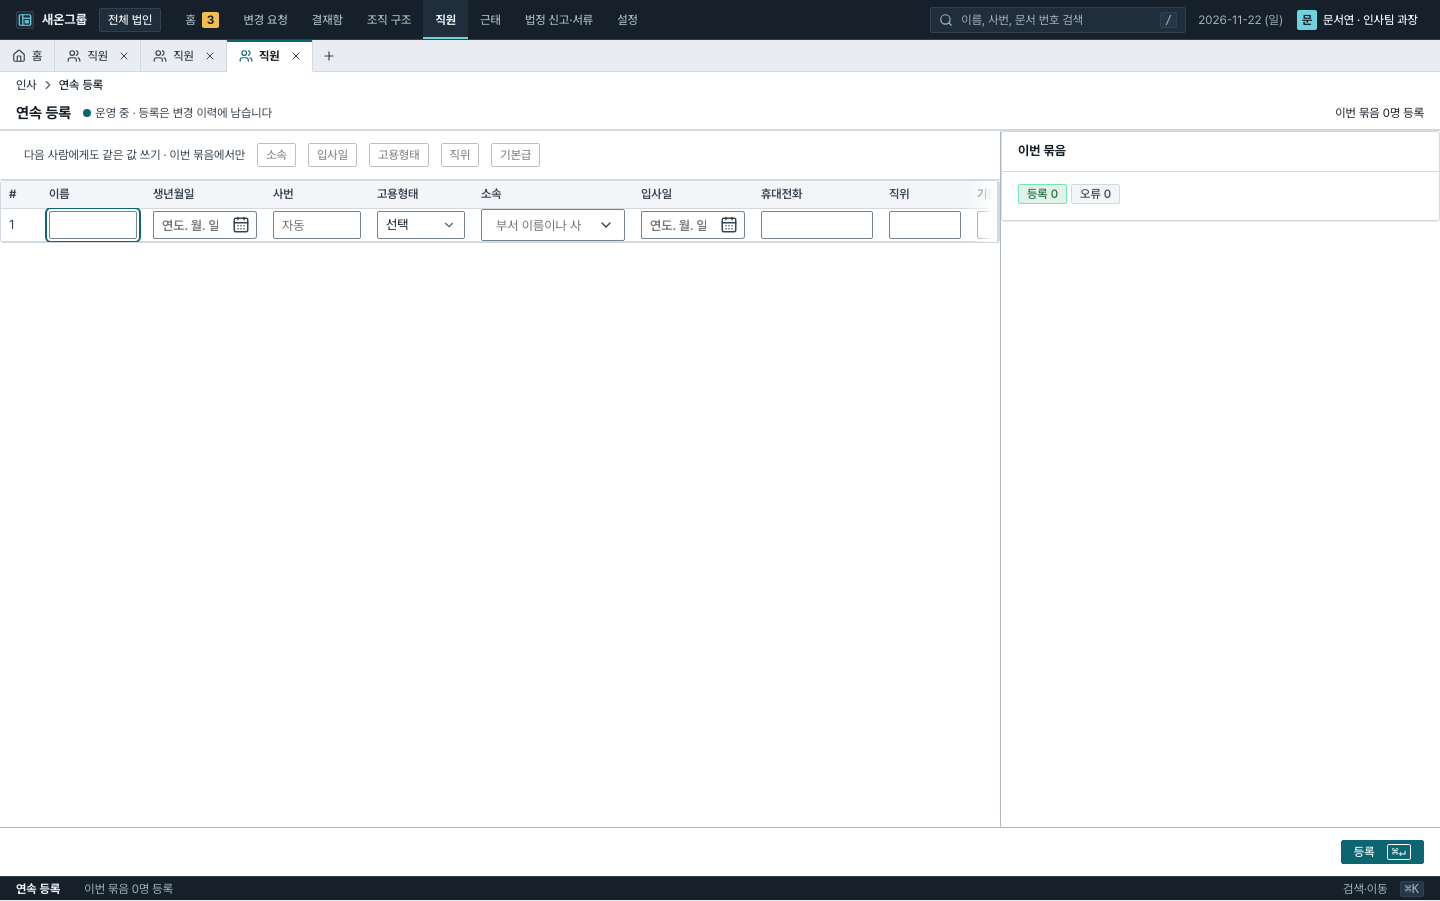 새온그룹 전체 법인 홈 3 변경 요청 결재함 조직 구조 직원 근태 법정 신고·서류 설정 이름, 사번, 문서 번호 검색 / 2026-11-22 (일) 문 문서연 · 인사팀 과장
홈 직원 직원 직원
인사 연속 등록
연속 등록 운영 중 · 등록은 변경 이력에 남습니다 이번 묶음 0명 등록
다음 사람에게도 같은 값 쓰기 · 이번 묶음에서만 소속 입사일 고용형태 직위 기본급
이번 묶음
# 이름 생년월일 사번 고용형태 소속 입사일 휴대전화 직위
등록 0 오류 0
1 연도. 월. 일 자동 선택 부서 이름이나 사 연도. 월. 일
등록 ⌘↵
연속 등록 이번 묶음 0명 등록 검색·이동 ⌘K